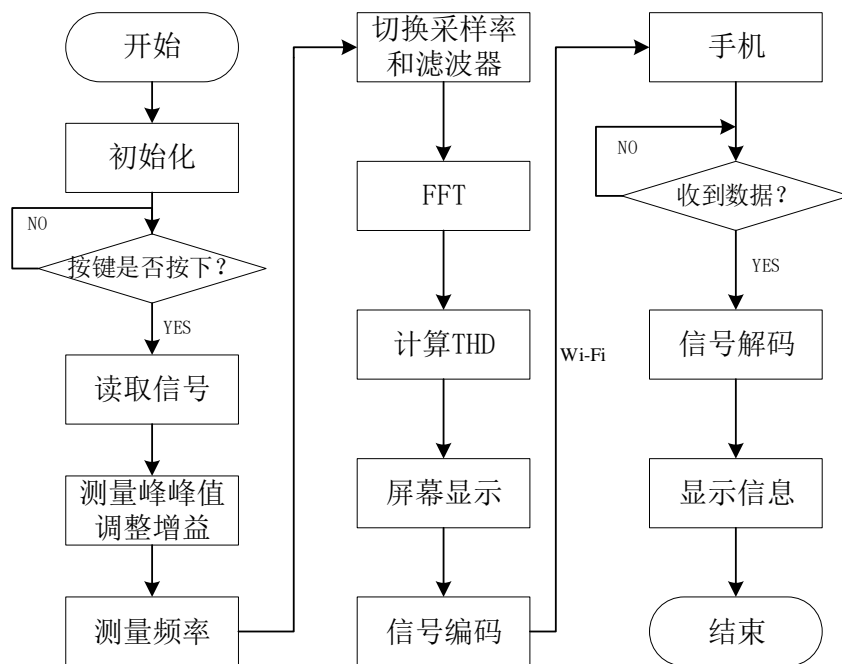 开始
初始化
NO
按键是否按下?
YES
读取信号
测量峰峰值
调整增益
测量频率
切换采样率
和滤波器
FFT
计算THD
屏幕显示
信号编码
Wi-Fi
手机
NO
收到数据?
YES
信号解码
显示信息
结束